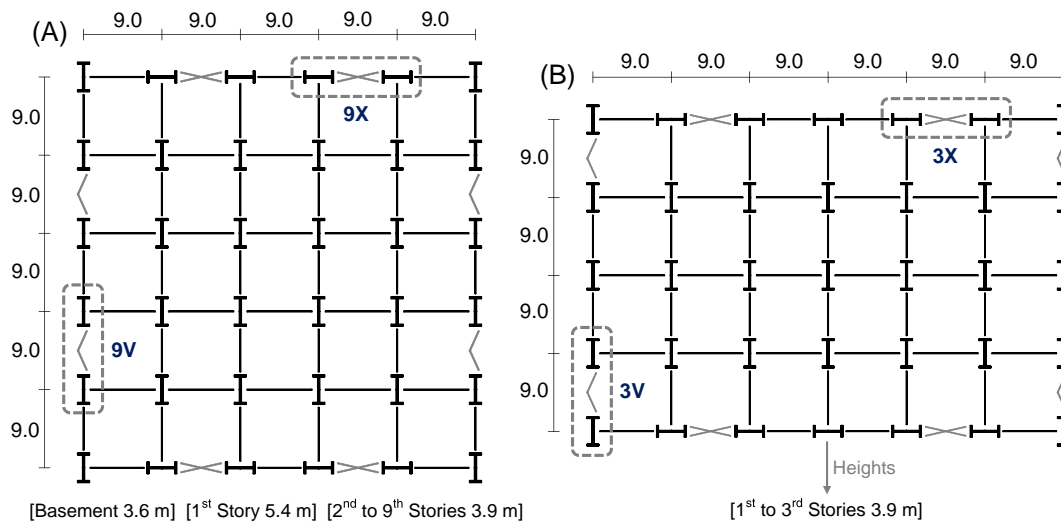 9.0 9.0 9.0 9.0 9.0
(A)
9.0
9.0
9.0
9.0
9.0
9X
9V
[Basement 3.6 m] [1st Story 5.4 m] [2nd to 9th Stories 3.9 m]
9.0 9.0 9.0 9.0 9.0 9.0
(B)
9.0
9.0
9.0
9.0
3X
3V
Heights
[1st to 3rd Stories 3.9 m]